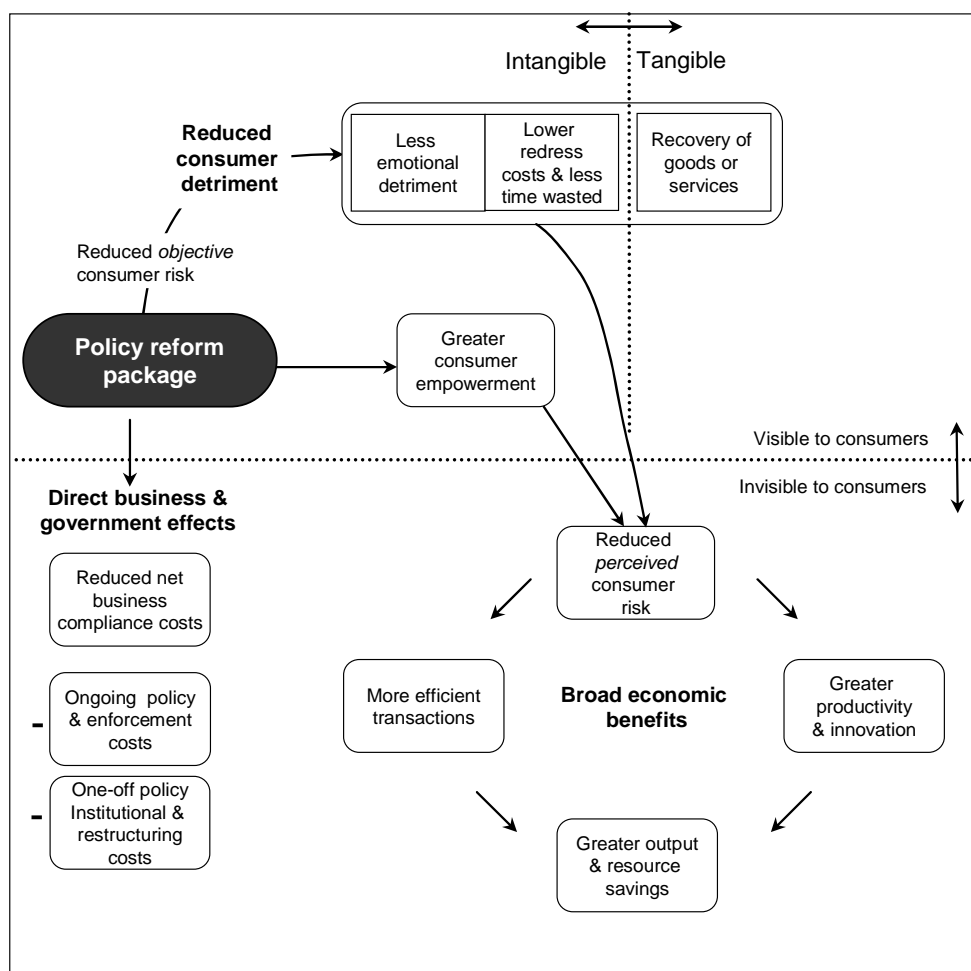 Intangible
Tangible
Reduced
consumer
detriment
Less
emotional
detriment
Lower
redress
costs & less
time wasted
Recovery of
goods or
services
Reduced objective
consumer risk
Policy reform
package
Greater
consumer
empowerment
Visible to consumers
Invisible to consumers
Direct business &
government effects
Reduced net
business
compliance costs
- Ongoing policy
& enforcement
costs
- One-off policy
Institutional &
restructuring
costs
Reduced
perceived
consumer
risk
More efficient
transactions
Broad economic
benefits
Greater
productivity
& innovation
Greater output
& resource
savings